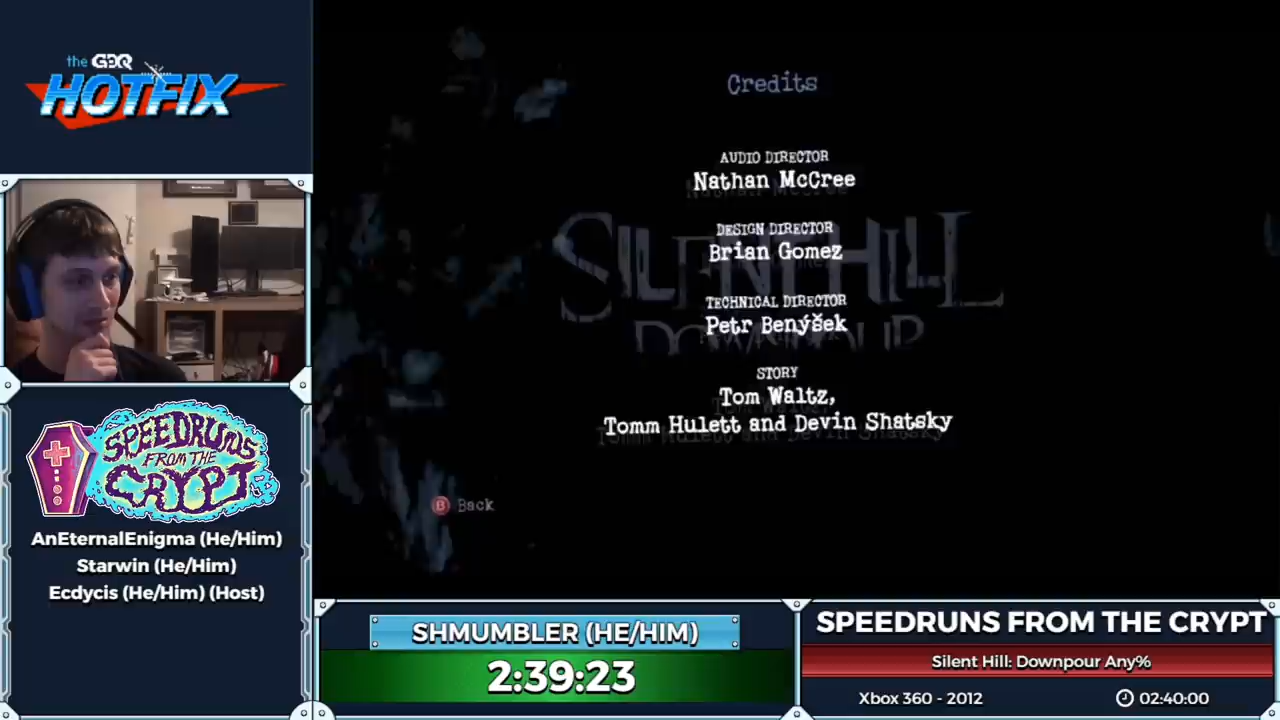 the GDQ
HOTFIX
SPEEDRUNS
FROM THE
CRYPT
AnEternalEnigma (He/Him)
Starwin (He/Him)
Ecdycis (He/Him) (Host)
Credits
AUDIO DIRECTOR
Nathan McCree
DESIGN DIRECTOR
Brian Gomez
TECHNICAL DIRECTOR
Petr Benýšek
STORY
Tom Waltz,
Tomm Hulett and Devin Shatsky
SILENT HILL
DOWNPOUR
B Back
SHMUMBLER (HE/HIM)
2:39:23
SPEEDRUNS FROM THE CRYPT
Silent Hill: Downpour Any%
Xbox 360 - 2012
02:40:00